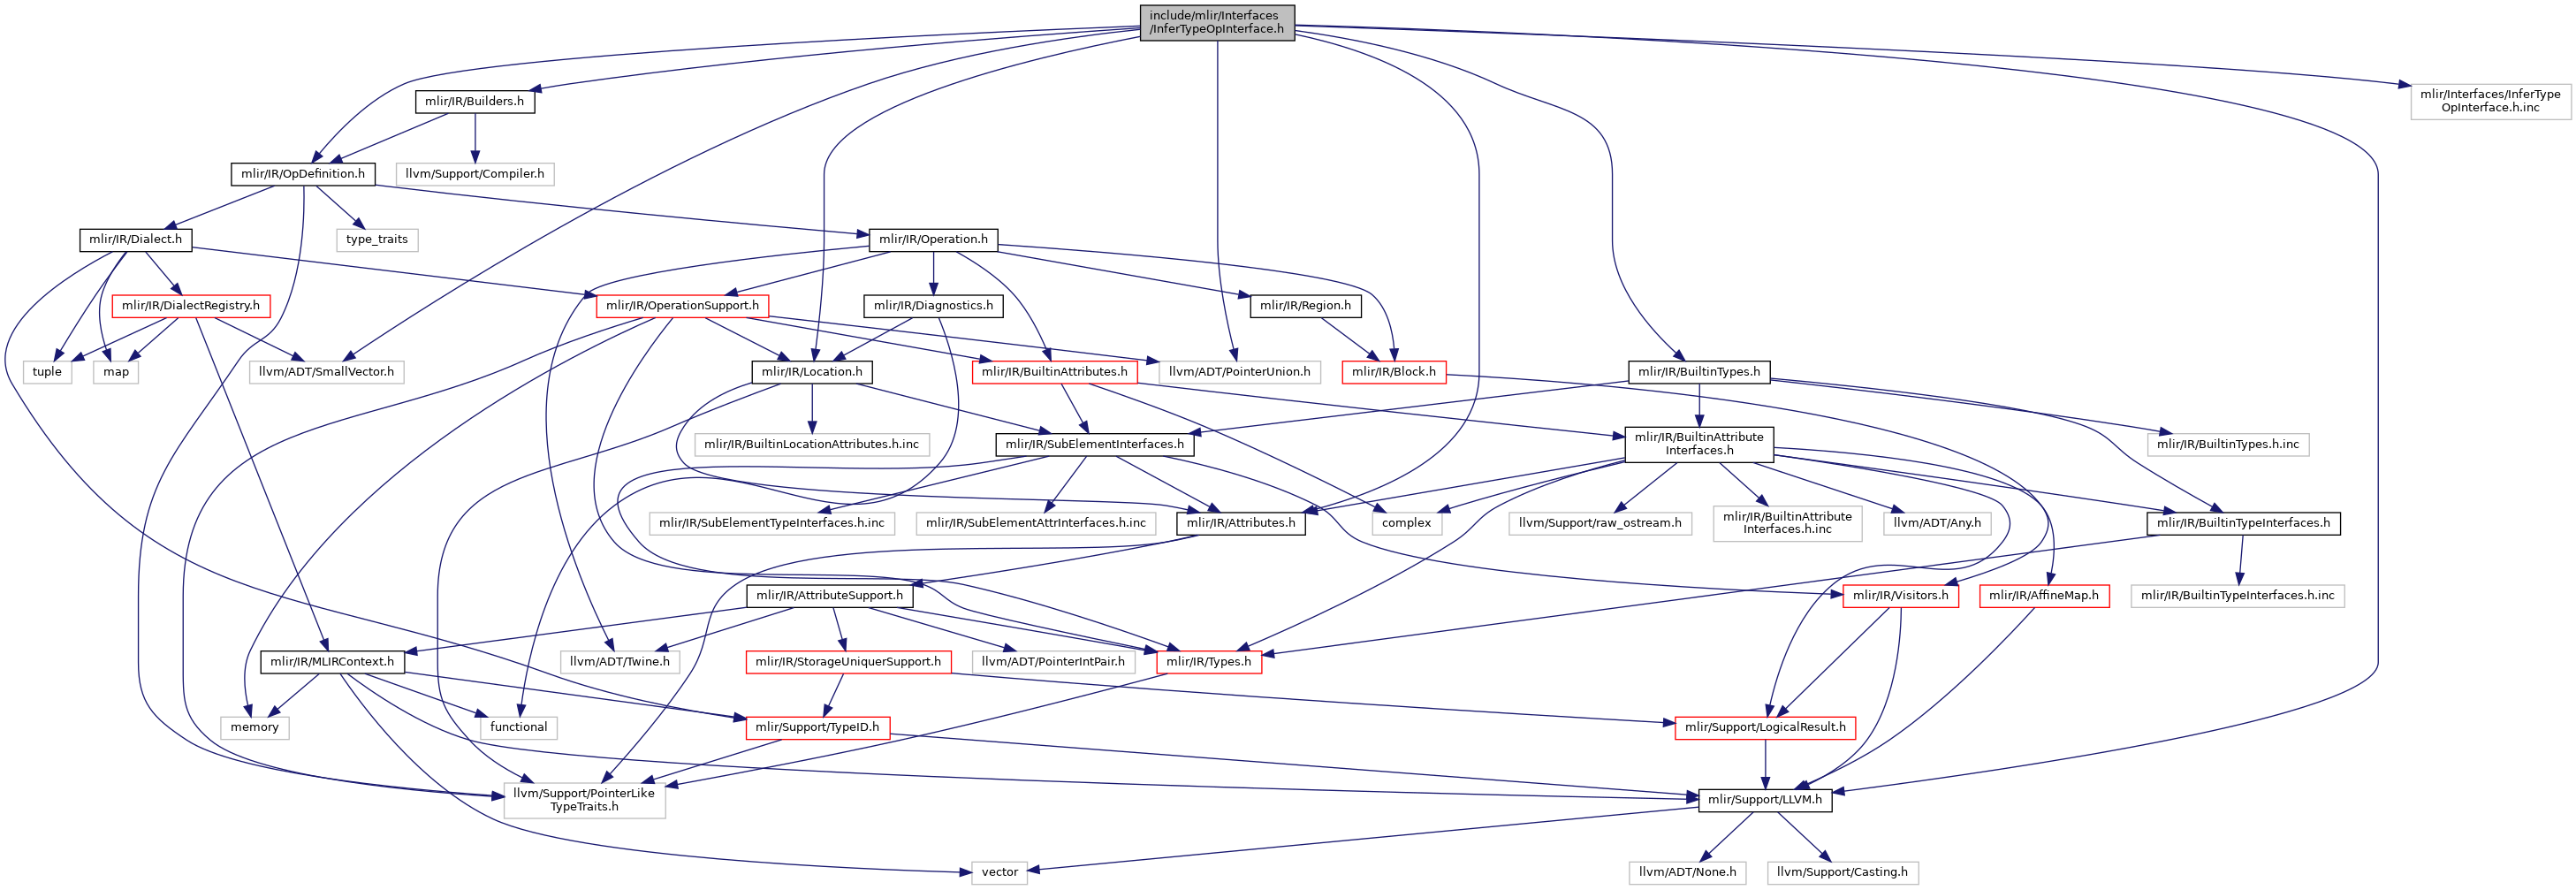 include/mlir/Interfaces
/InferTypeOpInterface.h
mlir/IR/Builders.h
mlir/Interfaces/InferType
OpInterface.h.inc
mlir/IR/OpDefinition.h
llvm/Support/Compiler.h
mlir/IR/Dialect.h
type_traits
mlir/IR/Operation.h
mlir/IR/DialectRegistry.h
mlir/IR/OperationSupport.h
mlir/IR/Diagnostics.h
mlir/IR/Region.h
tuple
map
llvm/ADT/SmallVector.h
mlir/IR/Location.h
mlir/IR/BuiltinAttributes.h
llvm/ADT/PointerUnion.h
mlir/IR/Block.h
mlir/IR/BuiltinTypes.h
mlir/IR/BuiltinLocationAttributes.h.inc
mlir/IR/SubElementInterfaces.h
mlir/IR/BuiltinAttribute
Interfaces.h
mlir/IR/BuiltinTypes.h.inc
mlir/IR/SubElementTypeInterfaces.h.inc
mlir/IR/SubElementAttrInterfaces.h.inc
mlir/IR/Attributes.h
complex
llvm/Support/raw_ostream.h
mlir/IR/BuiltinAttribute
Interfaces.h.inc
llvm/ADT/Any.h
mlir/IR/BuiltinTypeInterfaces.h
mlir/IR/AttributeSupport.h
mlir/IR/Visitors.h
mlir/IR/AffineMap.h
mlir/IR/BuiltinTypeInterfaces.h.inc
mlir/IR/MLIRContext.h
llvm/ADT/Twine.h
mlir/IR/StorageUniquerSupport.h
llvm/ADT/PointerIntPair.h
mlir/IR/Types.h
memory
functional
mlir/Support/TypeID.h
mlir/Support/LogicalResult.h
llvm/Support/PointerLike
TypeTraits.h
mlir/Support/LLVM.h
vector
llvm/ADT/None.h
llvm/Support/Casting.h